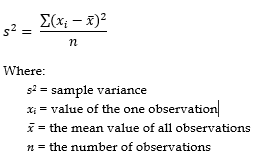 s² = Σ(xᵢ − x̄)² / n
Where:
s² = sample variance
xᵢ = value of the one observation
x̄ = the mean value of all observations
n = the number of observations